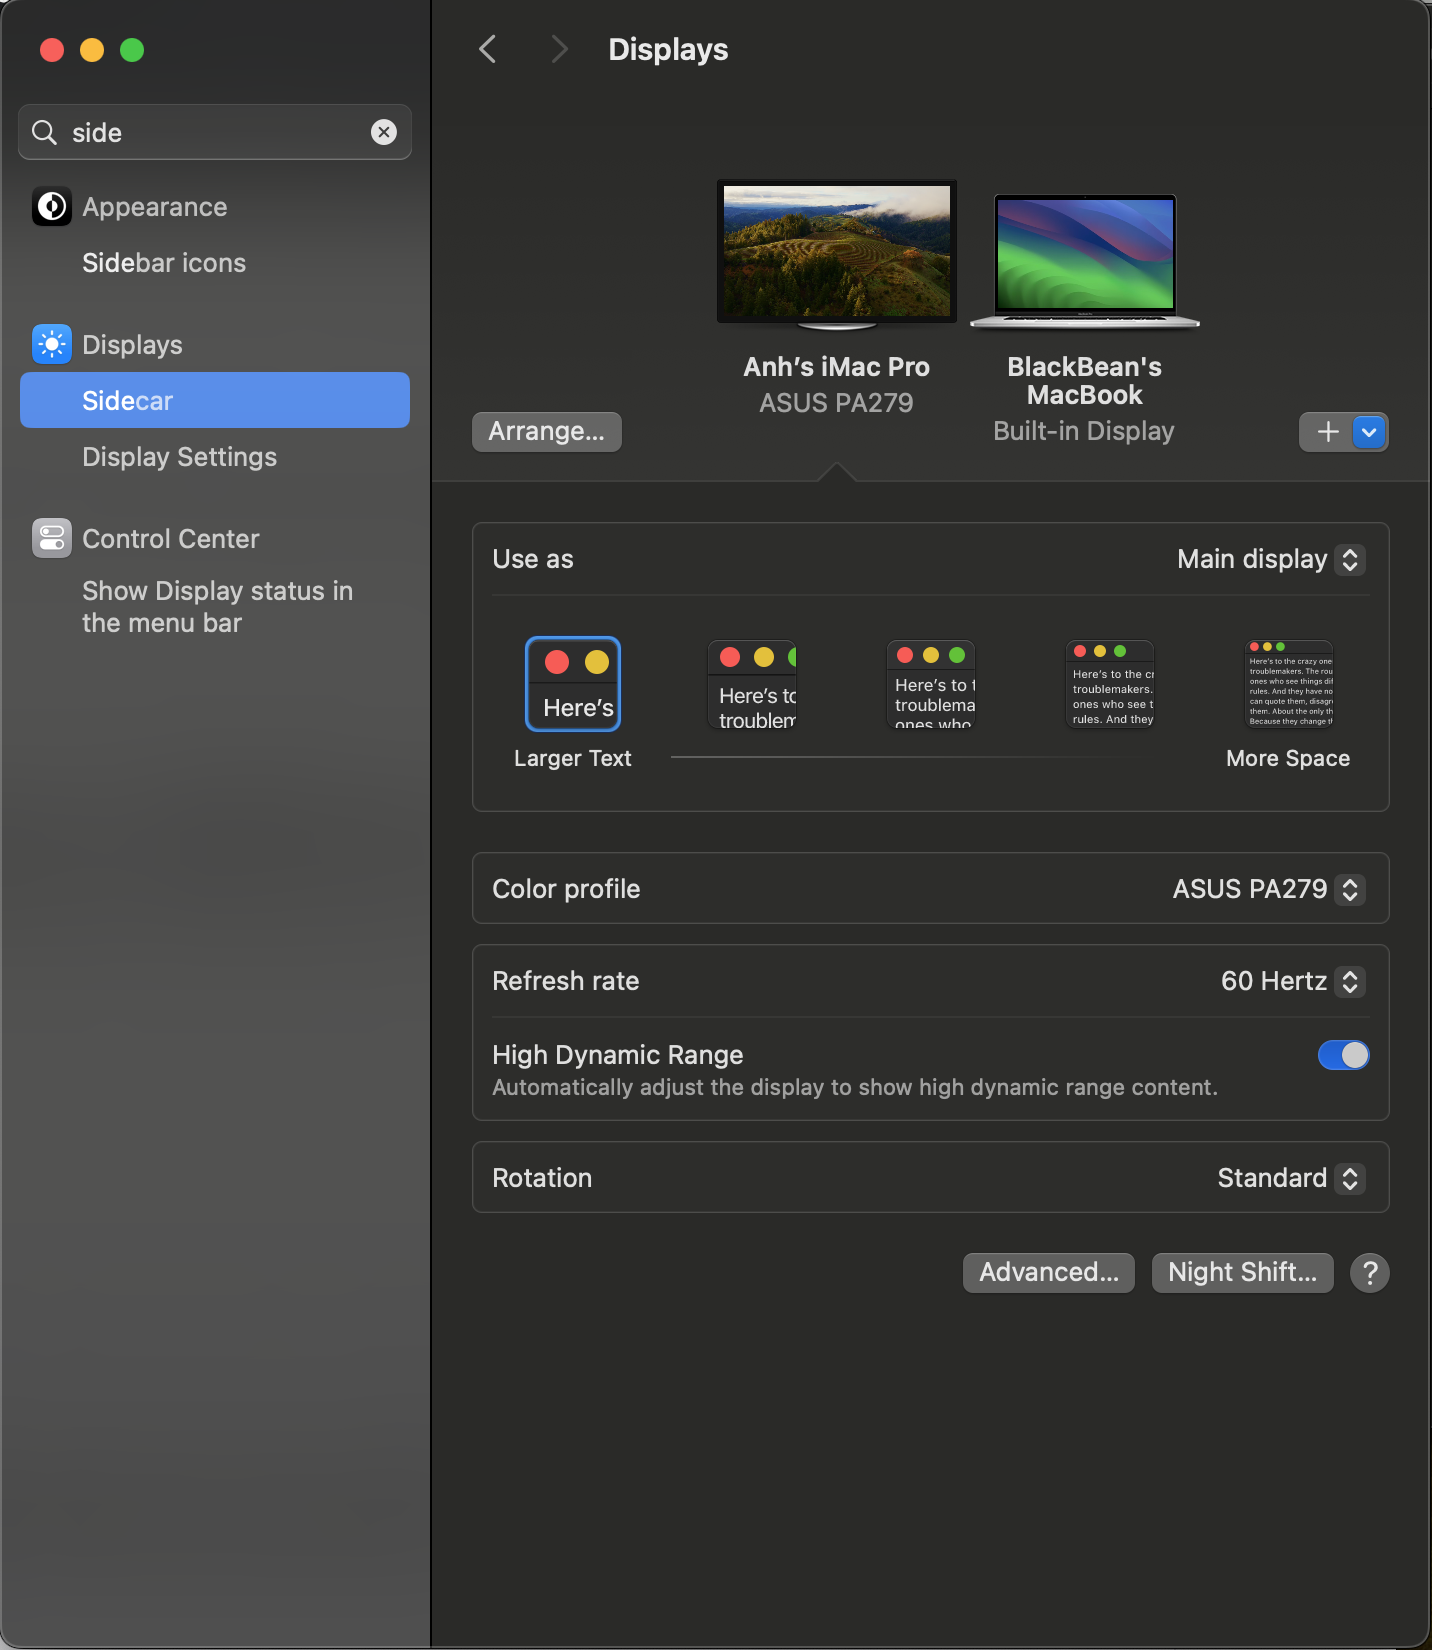 Displays
side
Appearance
Sidebar icons
Displays
Sidecar
Display Settings
Control Center
Show Display status in
the menu bar
Anh’s iMac Pro
ASUS PA279
BlackBean's
MacBook
Built-in Display
Arrange...
Use as
Main display
Here’s
Here’s to
troublem
Here’s to t
troublema
ones who
Here’s to the cr
troublemakers.
ones who see t
rules. And they
Here’s to the crazy one
troublemakers. The rou
ones who see things dif
rules. And they have no
can quote them, disagr
them. About the only th
Because they change th
Larger Text
More Space
Color profile
ASUS PA279
Refresh rate
60 Hertz
High Dynamic Range
Automatically adjust the display to show high dynamic range content.
Rotation
Standard
Advanced...
Night Shift...
?